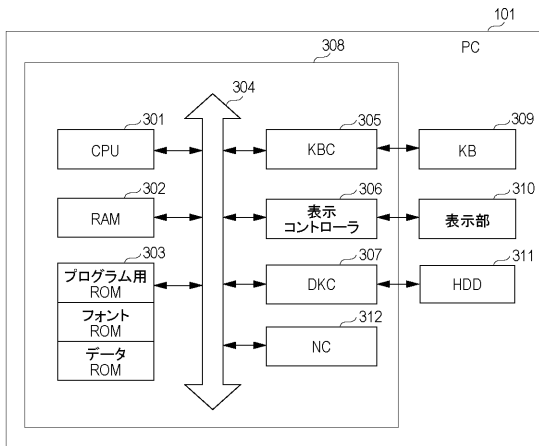 101
PC
308
304
301
CPU
305
KBC
309
KB
302
RAM
306
表示
コントローラ
310
表示部
303
プログラム用
ROM
フォント
ROM
データ
ROM
307
DKC
311
HDD
312
NC